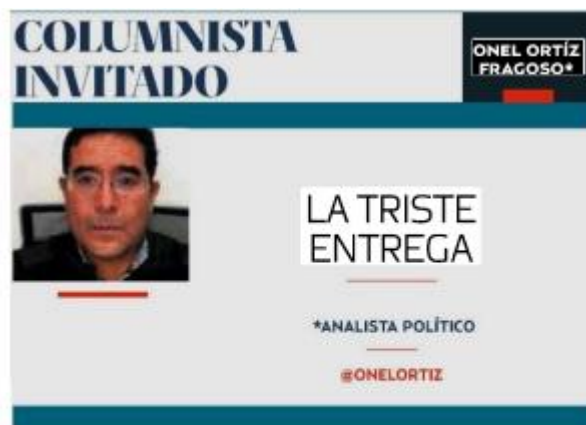 COLUMNISTA
INVITADO
ONEL ORTÍZ
FRAGOSO*
LA TRISTE
ENTREGA
*ANALISTA POLÍTICO
@ONELORTIZ